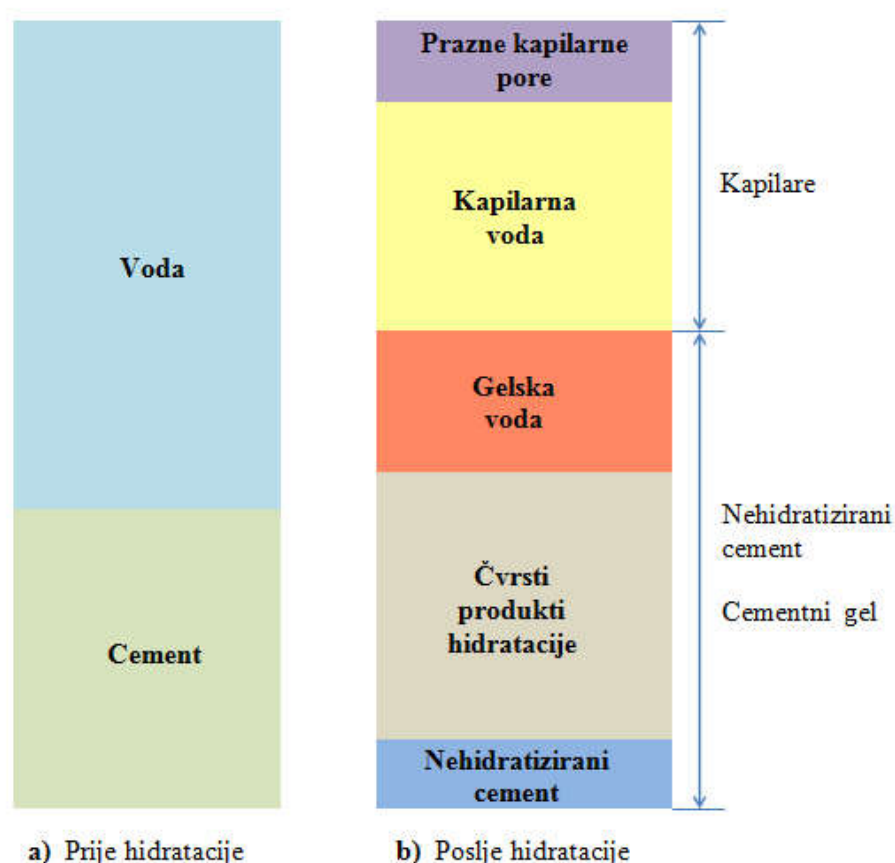 Voda
Cement
Prazne kapilarne
pore
Kapilarna
voda
Gelska
voda
Čvrsti
produkti
hidratacije
Nehidratizirani
cement
Kapilare
Nehidratizirani
cement
Cementni gel
a) Prije hidratacije
b) Poslje hidratacije